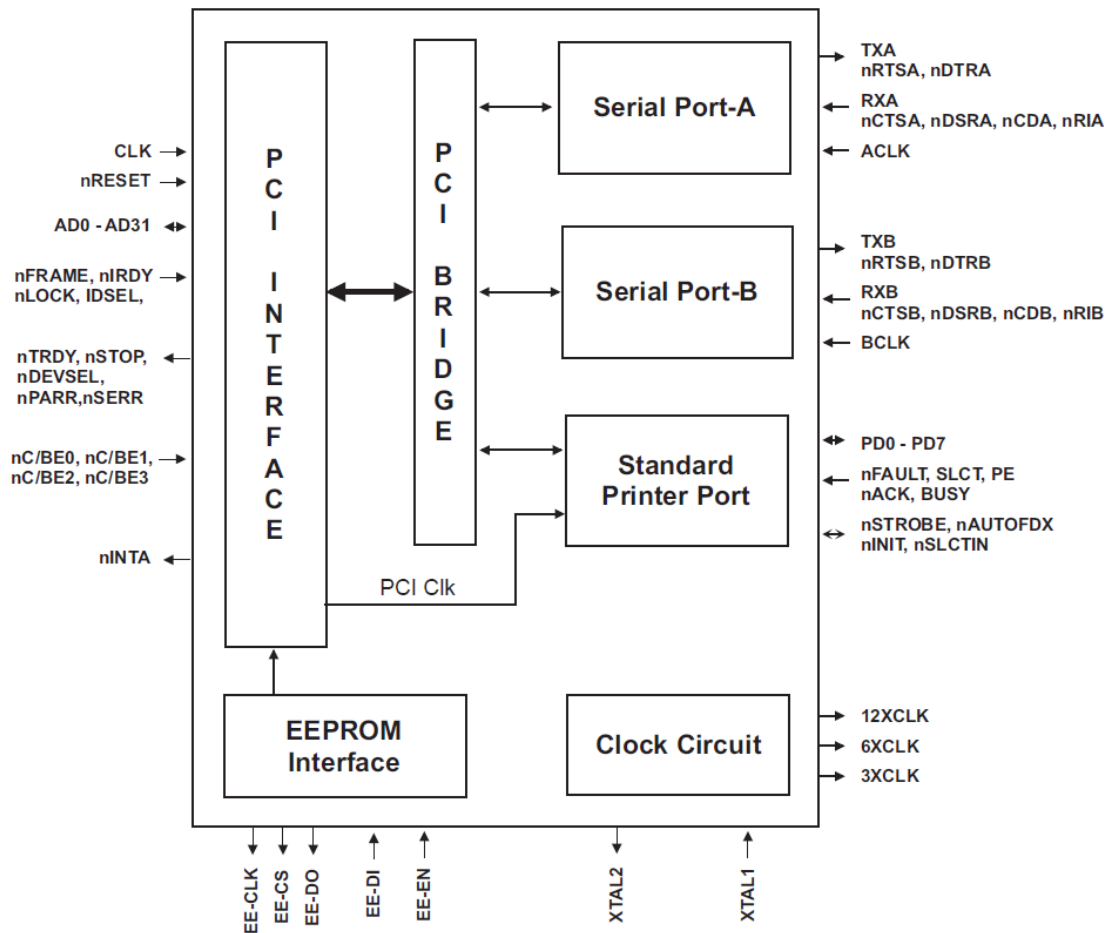 CLK
nRESET
AD0 - AD31
nFRAME, nIRDY
nLOCK, IDSEL,
nTRDY, nSTOP,
nDEVSEL,
nPARR,nSERR
nC/BE0, nC/BE1,
nC/BE2, nC/BE3
nINTA
PCI INTERFACE
PCI BRIDGE
Serial Port-A
Serial Port-B
Standard
Printer Port
PCI Clk
EEPROM
Interface
Clock Circuit
TXA
nRTSA, nDTRA
RXA
nCTSA, nDSRA, nCDA, nRIA
ACLK
TXB
nRTSB, nDTRB
RXB
nCTSB, nDSRB, nCDB, nRIB
BCLK
PD0 - PD7
nFAULT, SLCT, PE
nACK, BUSY
nSTROBE, nAUTOFDX
nINIT, nSLCTIN
12XCLK
6XCLK
3XCLK
EE-CLK
EE-CS
EE-DO
EE-DI
EE-EN
XTAL2
XTAL1